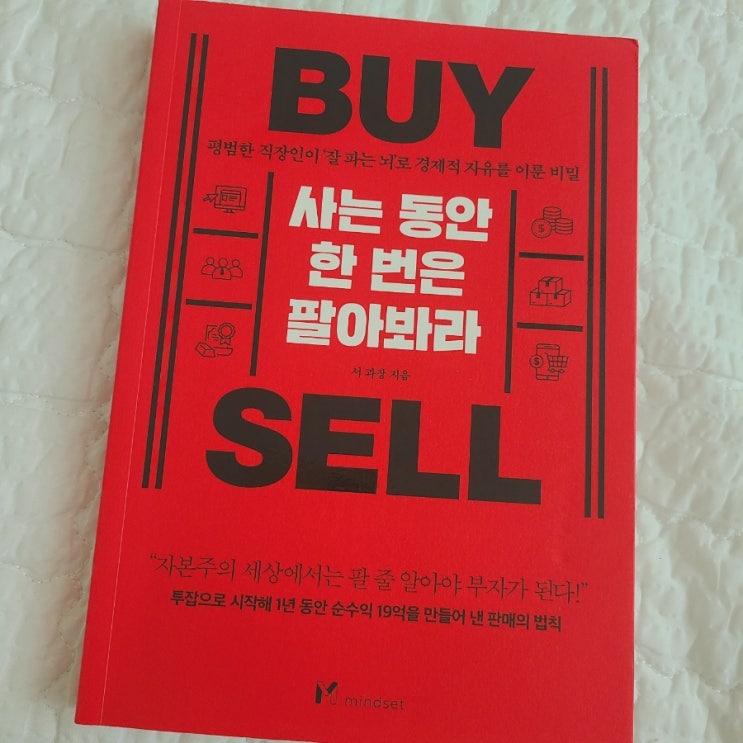 BUY
평범한 직장인이 '잘 파는 뇌'로 경제적 자유를 이룬 비밀
사는 동안
한 번은
팔아봐라
서 과장 지음
SELL
“자본주의 세상에서는 팔 줄 알아야 부자가 된다!”
투잡으로 시작해 1년 동안 순수익 19억을 만들어 낸 판매의 법칙
mindset